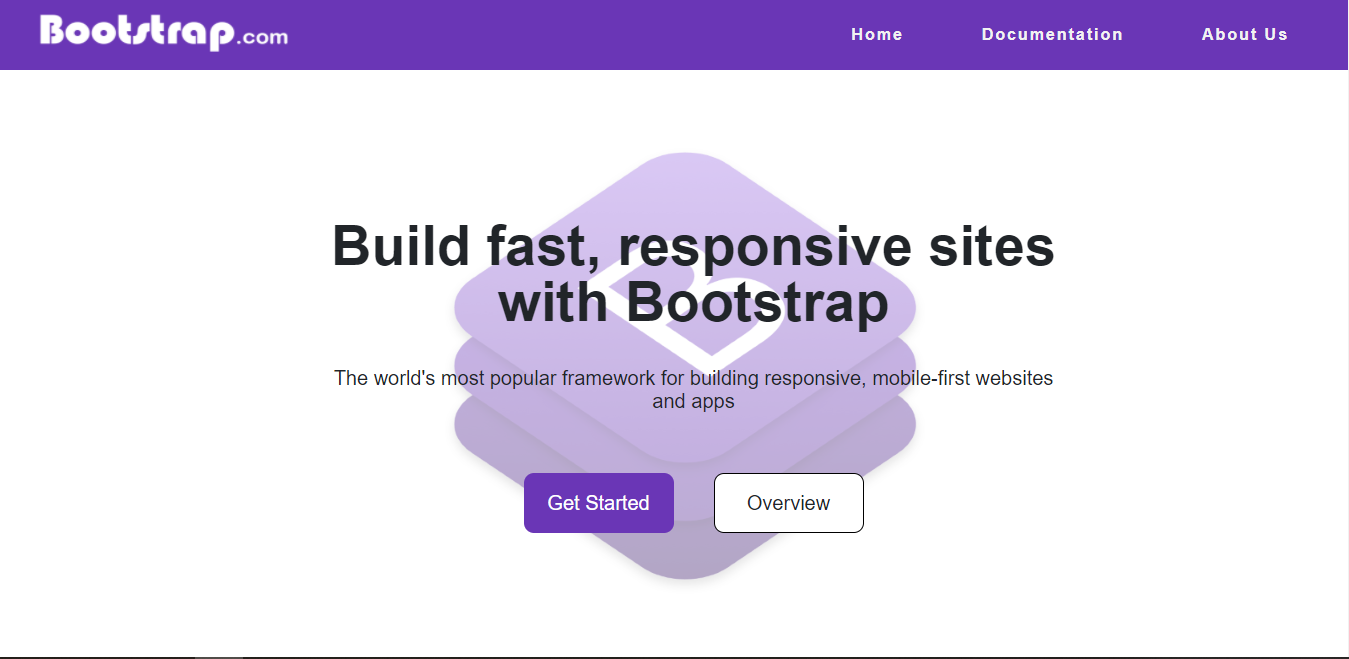 Bootstrap.com
Home
Documentation
About Us
Build fast, responsive sites
with Bootstrap
The world's most popular framework for building responsive, mobile-first websites
and apps
Get Started
Overview